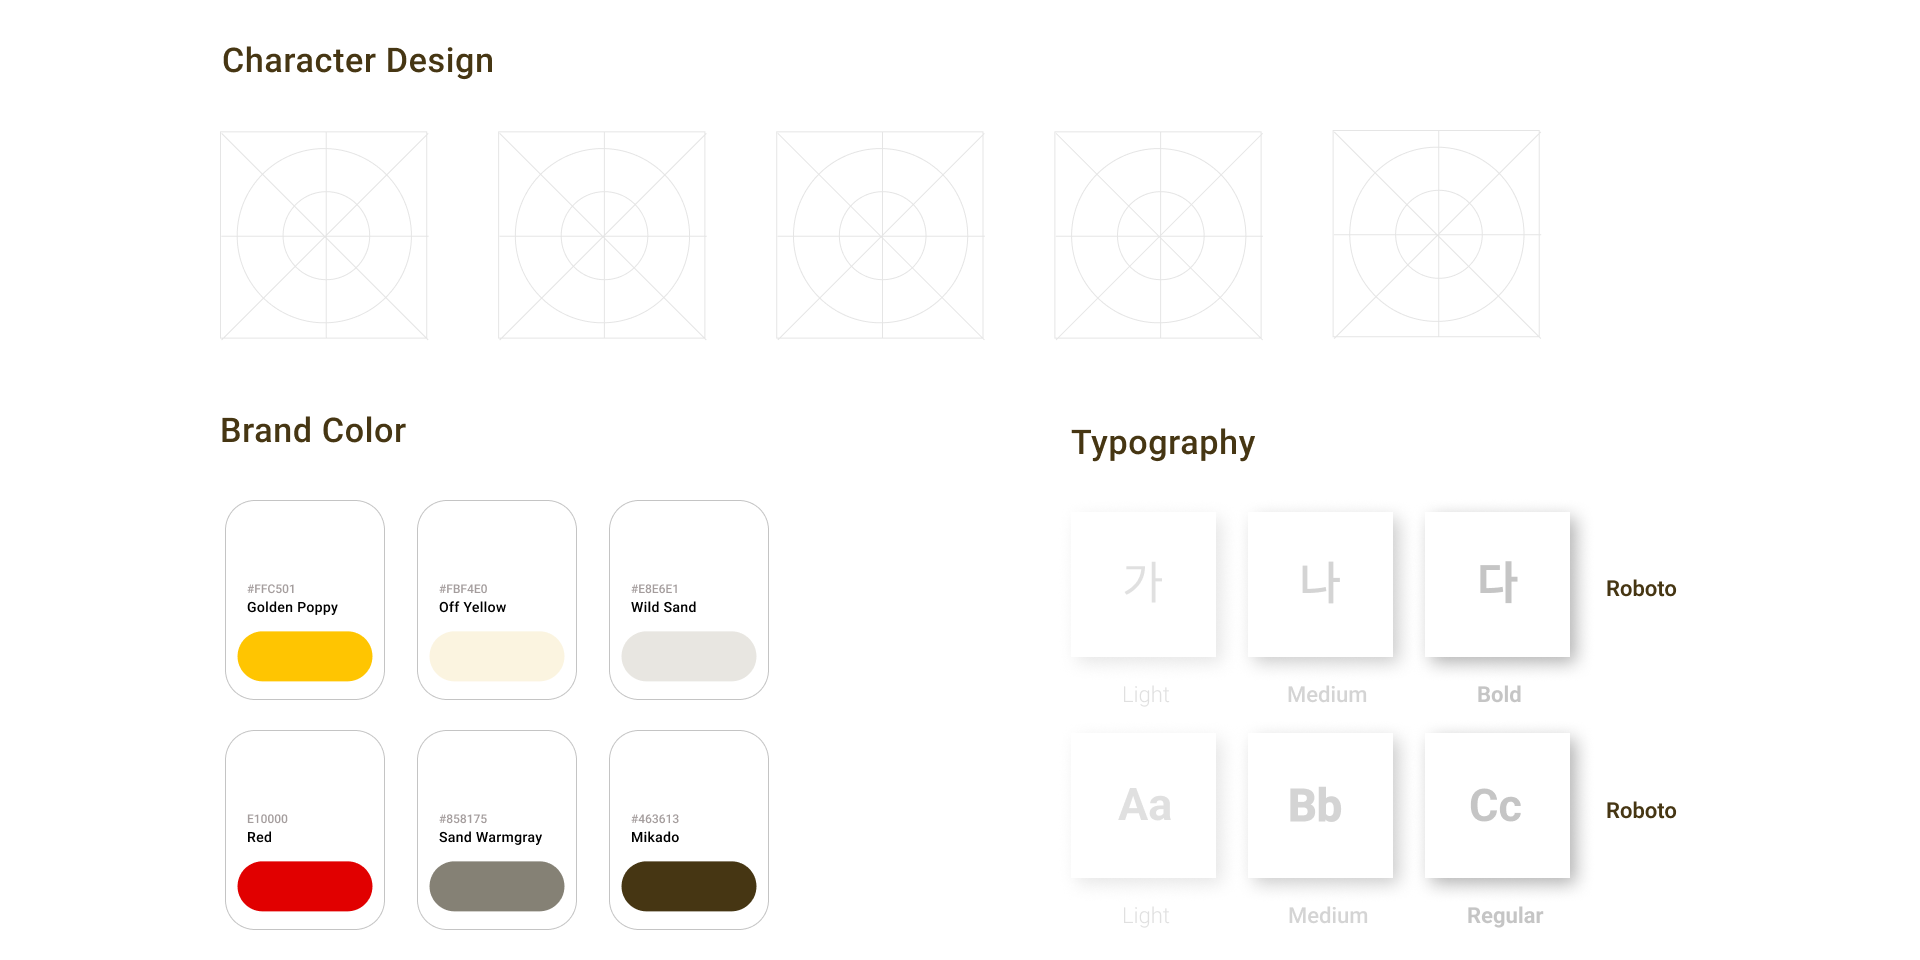 Character Design
Brand Color
#FFC501
Golden Poppy
#FBF4E0
Off Yellow
#E8E6E1
Wild Sand
E10000
Red
#858175
Sand Warmgray
#463613
Mikado
Typography
가
나
다
Roboto
Light
Medium
Bold
Aa
Bb
Cc
Roboto
Light
Medium
Regular